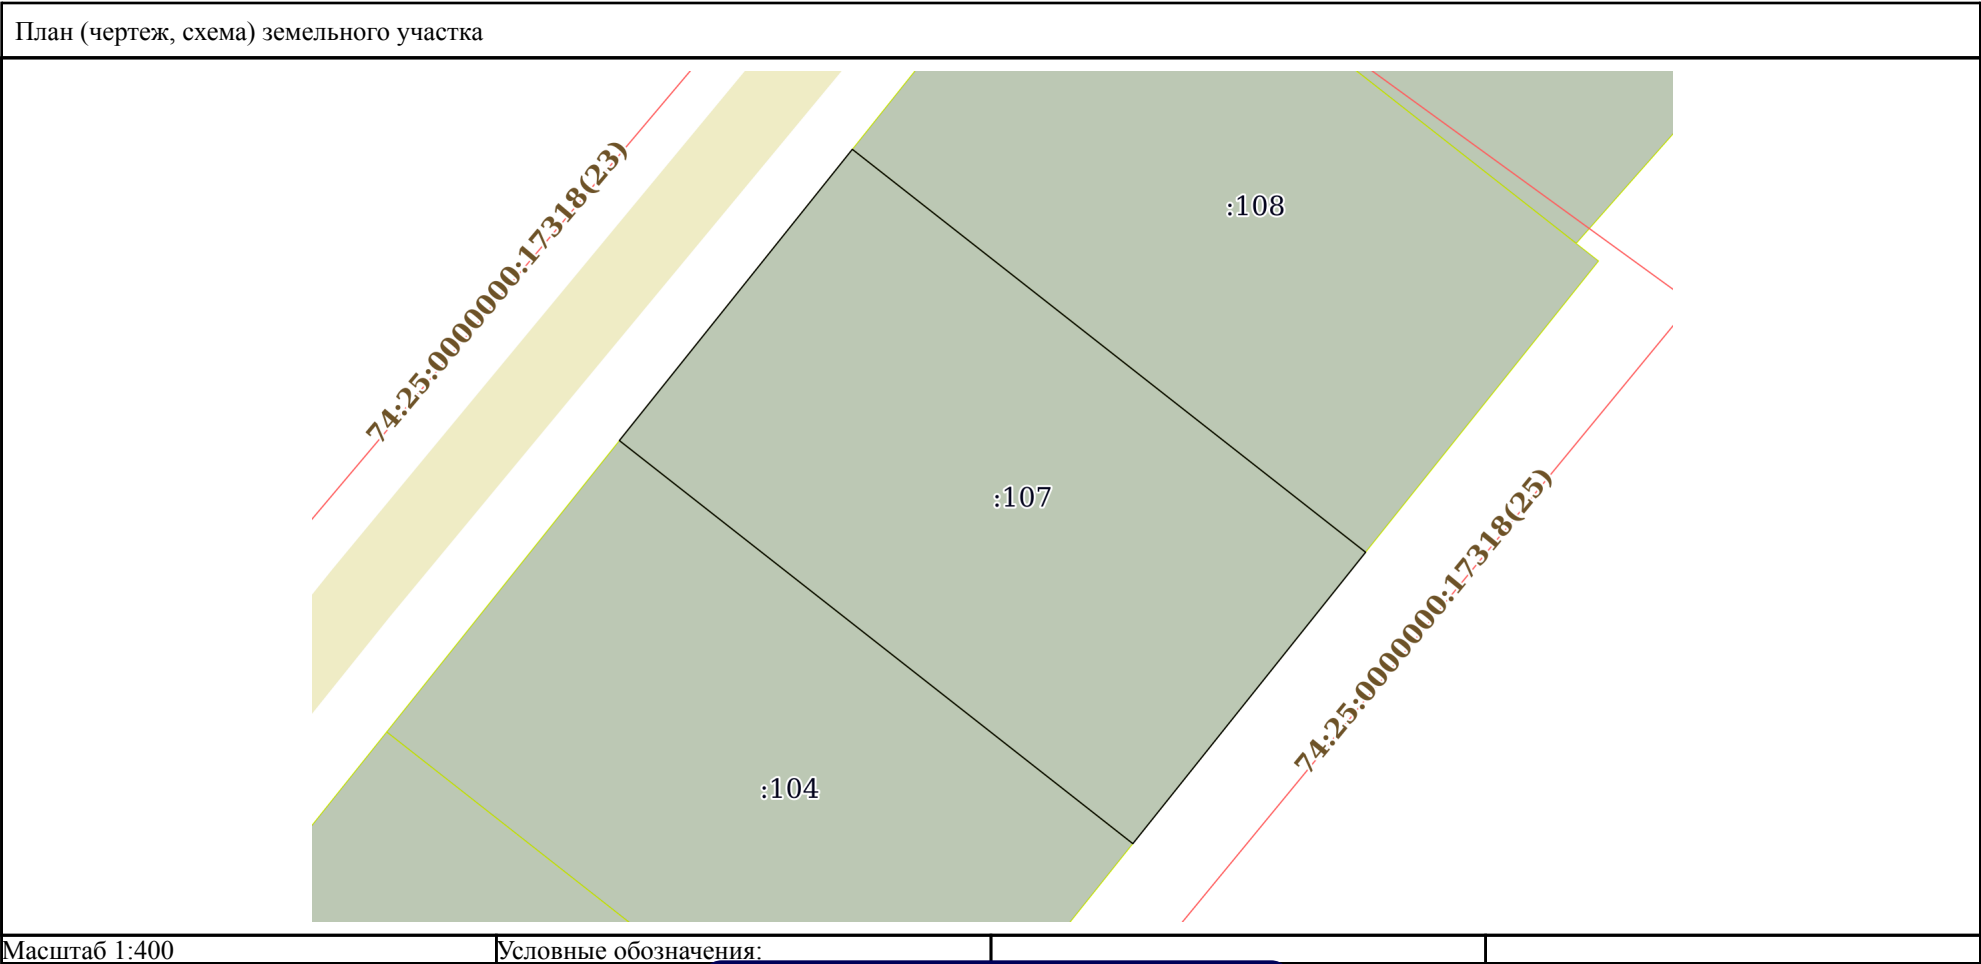 План (чертеж, схема) земельного участка
74:25:0000000:17318(23)
:108
:107
74:25:0000000:17318(25)
:104
Масштаб 1:400
Условные обозначения: